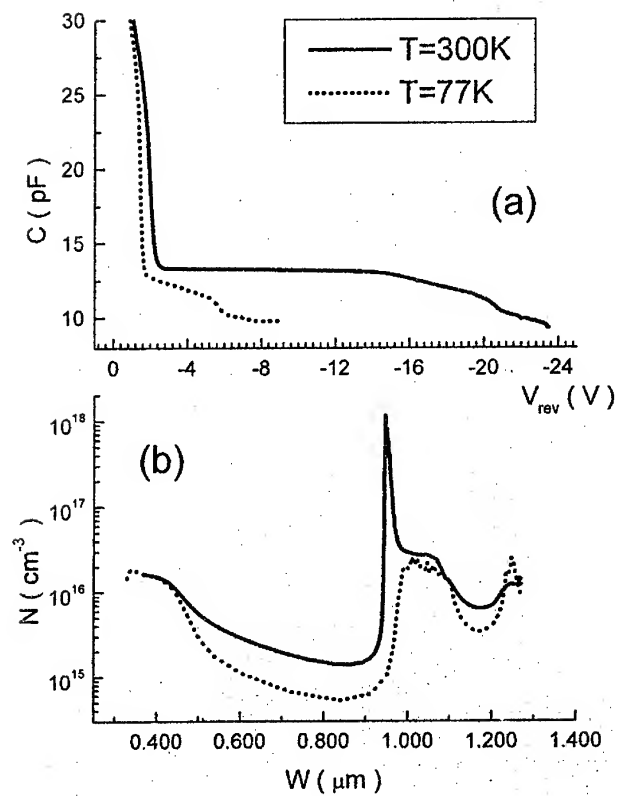 30
25
20
15
10
C ( pF )
T=300K
T=77K
(a)
0
-4
-8
-12
-16
-20
-24
V_rev ( V )
10^18
10^17
10^16
10^15
N ( cm^-3 )
(b)
0.400
0.600
0.800
1.000
1.200
1.400
W ( μm )